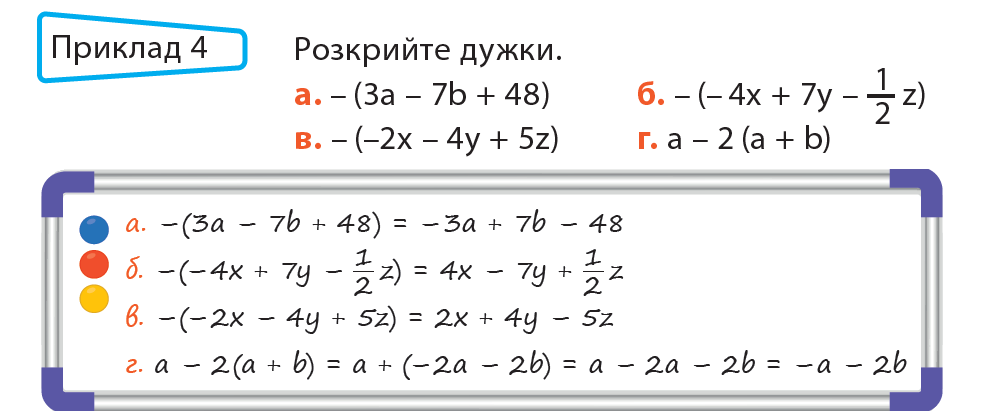 Приклад 4
Розкрийте дужки.
а. – (3a – 7b + 48) б. – (– 4x + 7y – 1/2 z)
в. – (–2x – 4y + 5z) г. a – 2 (a + b)
а. –(3a – 7b + 48) = –3a + 7b – 48
б. –(–4x + 7y – 1/2 z) = 4x – 7y + 1/2 z
в. –(–2x – 4y + 5z) = 2x + 4y – 5z
г. a – 2(a + b) = a + (–2a – 2b) = a – 2a – 2b = –a – 2b